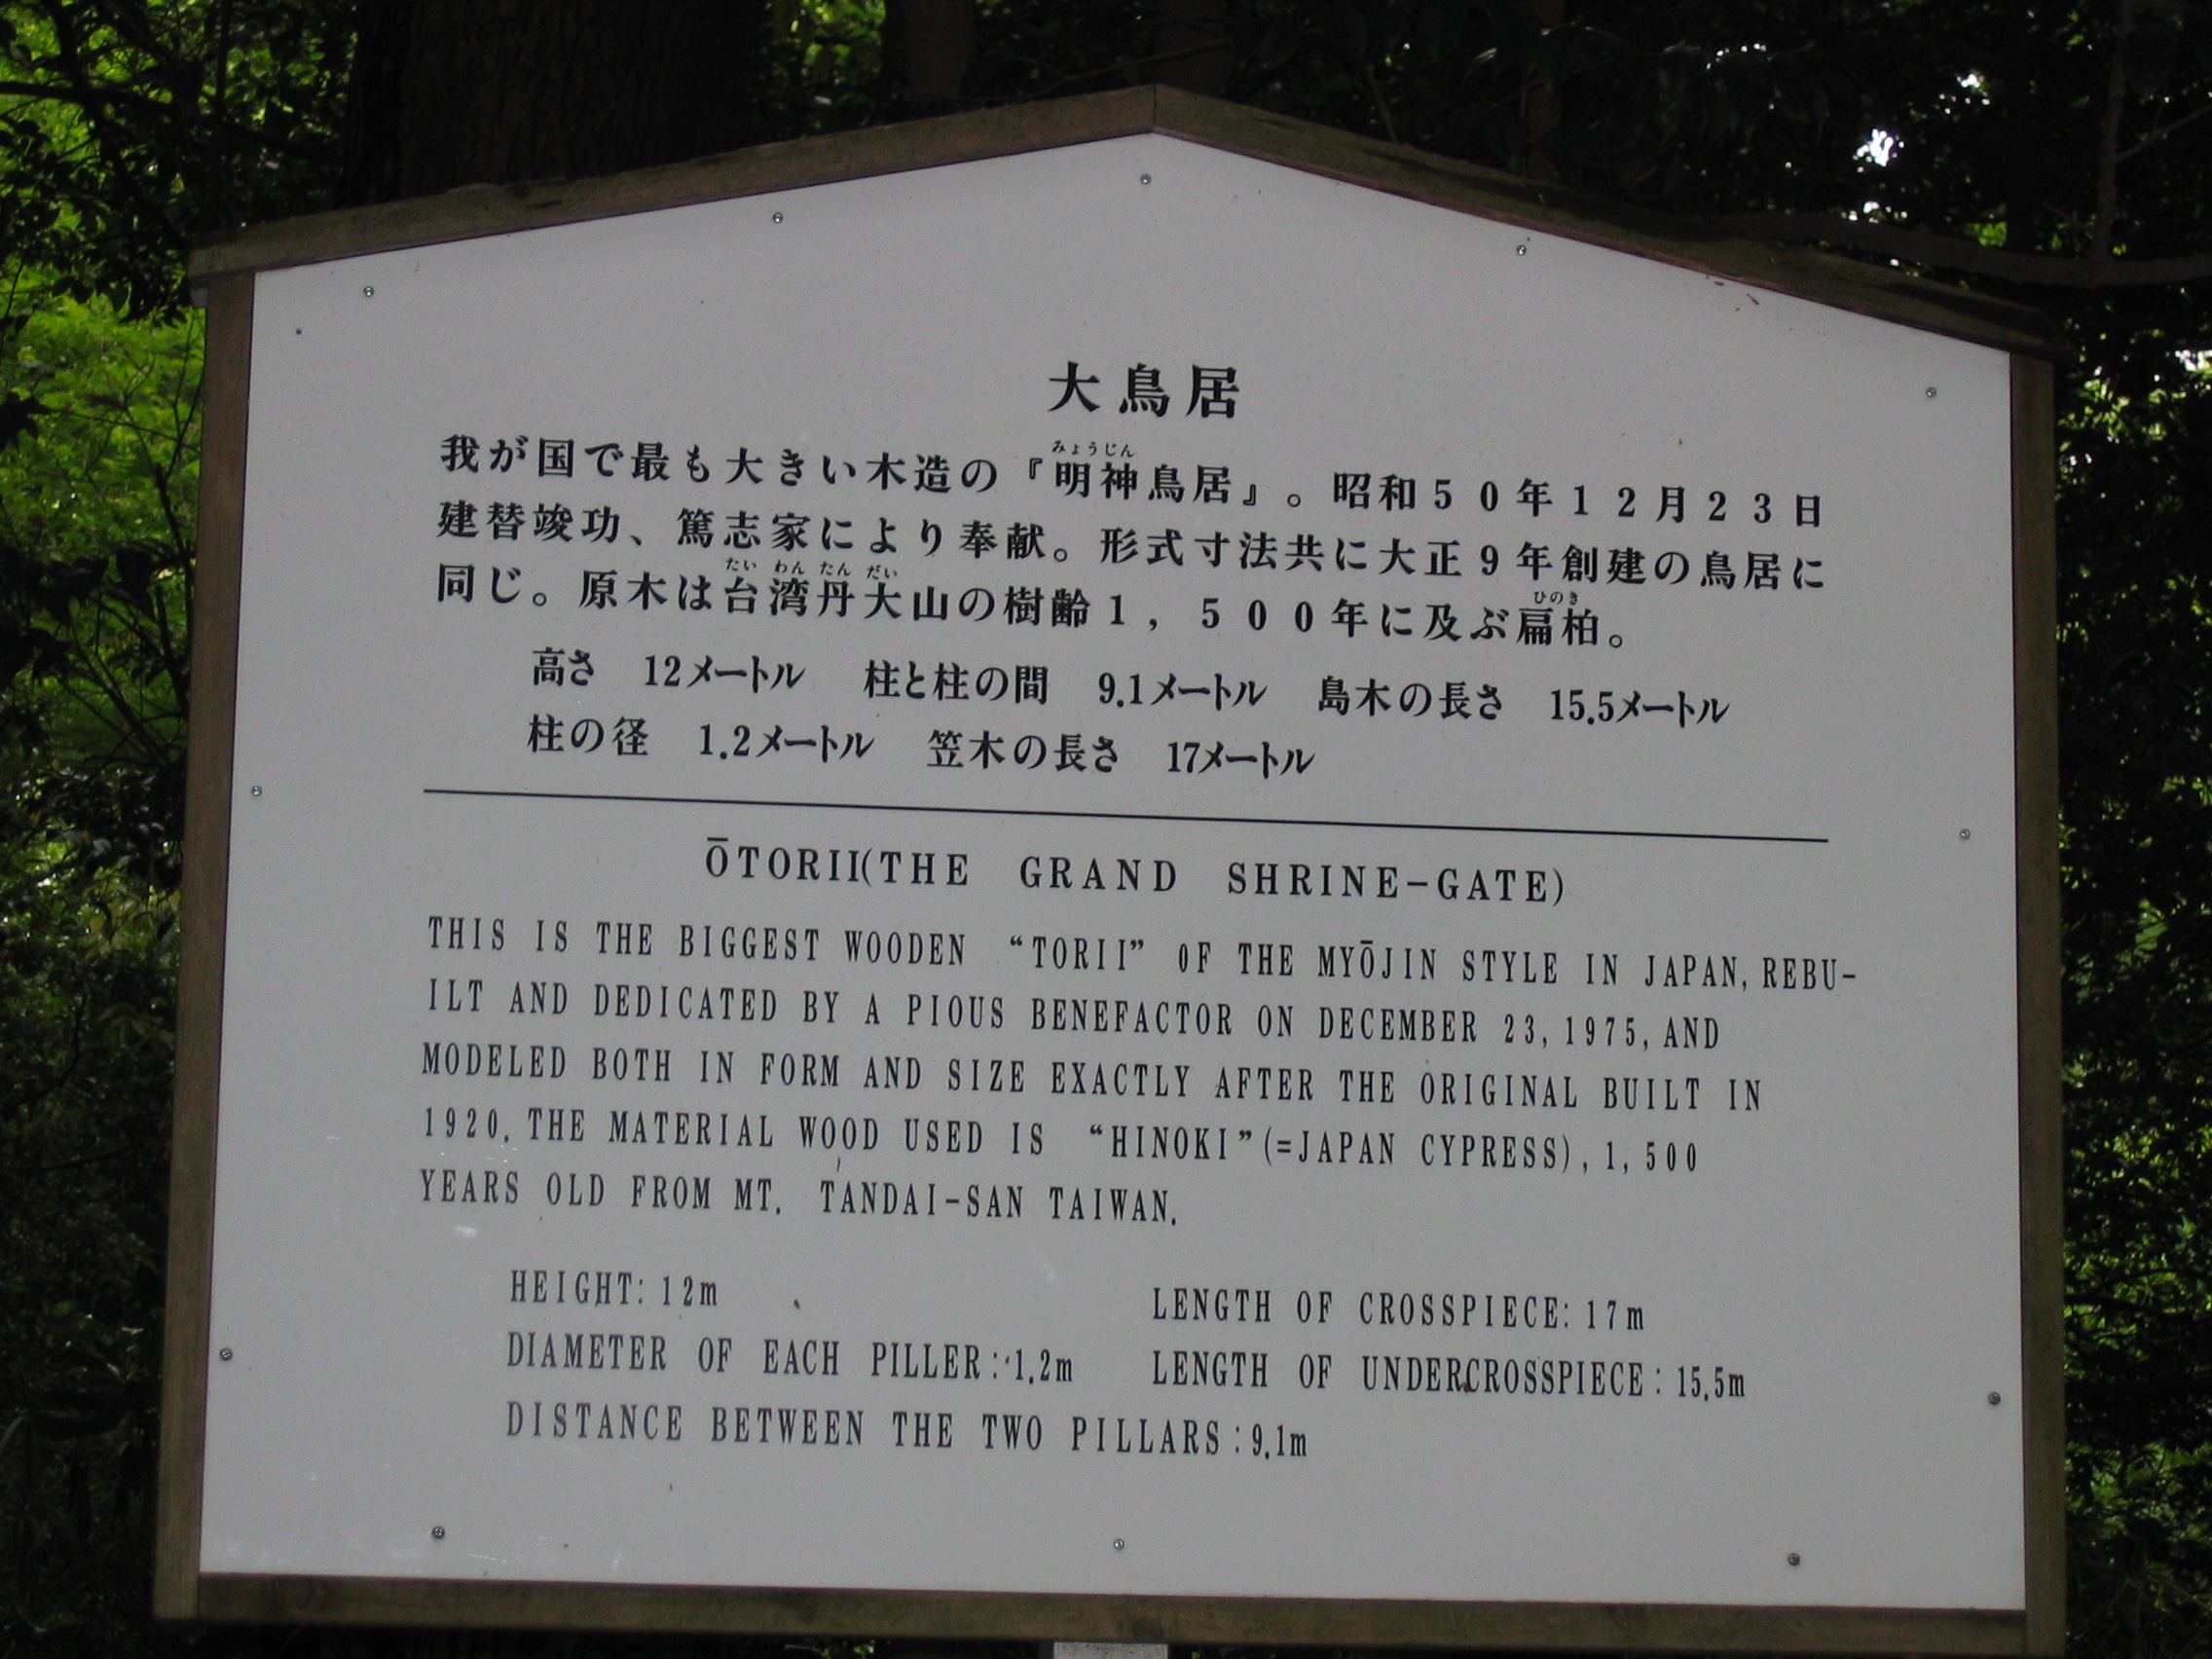 大鳥居
我が国で最も大きい木造の『明神鳥居』。昭和50年12月23日
建替竣功、篤志家により奉献。形式寸法共に大正9年創建の鳥居に
同じ。原木は台湾丹大山の樹齢1,500年に及ぶ扁柏。
高さ 12メートル 柱と柱の間 9.1メートル 島木の長さ 15.5メートル
柱の径 1.2メートル 笠木の長さ 17メートル
ŌTORII(THE GRAND SHRINE-GATE)
THIS IS THE BIGGEST WOODEN “TORII” OF THE MYŌJIN STYLE IN JAPAN, REBU-
ILT AND DEDICATED BY A PIOUS BENEFACTOR ON DECEMBER 23, 1975, AND
MODELED BOTH IN FORM AND SIZE EXACTLY AFTER THE ORIGINAL BUILT IN
1920. THE MATERIAL WOOD USED IS “HINOKI”(=JAPAN CYPRESS), 1,500
YEARS OLD FROM MT. TANDAI-SAN TAIWAN.
HEIGHT: 12m LENGTH OF CROSSPIECE: 17m
DIAMETER OF EACH PILLER: 1.2m LENGTH OF UNDERCROSSPIECE: 15.5m
DISTANCE BETWEEN THE TWO PILLARS: 9.1m